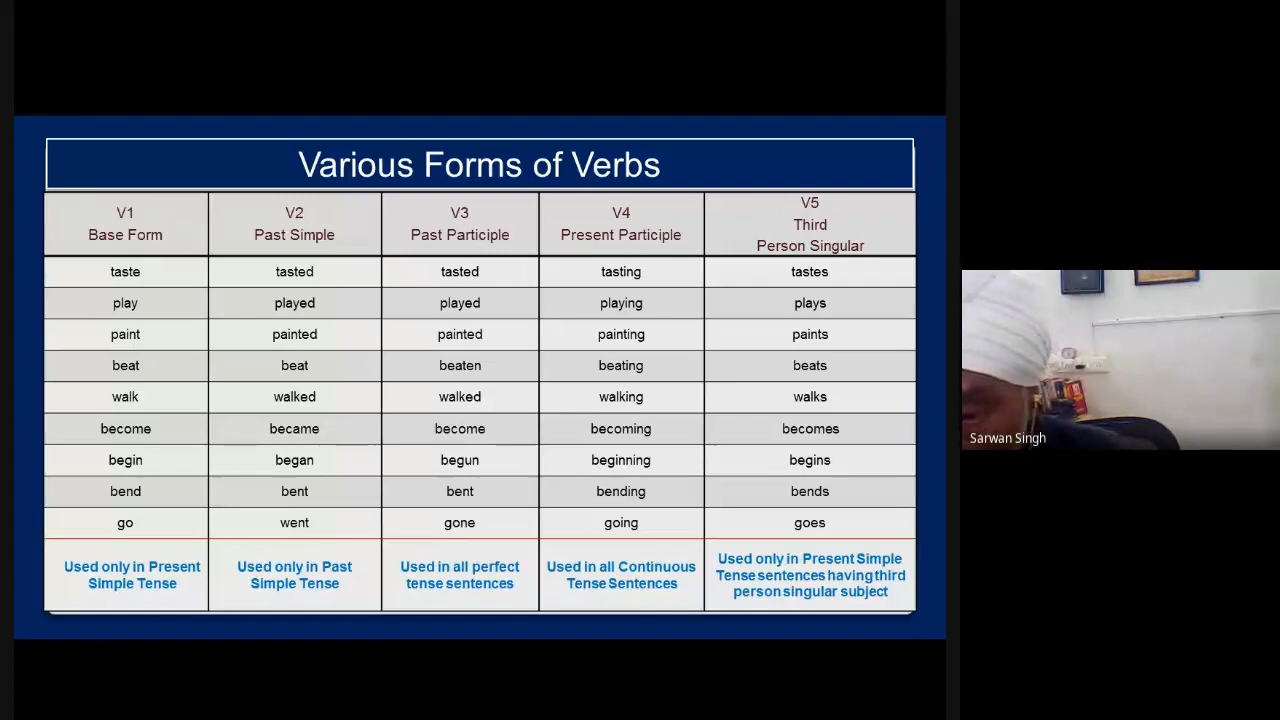 Various Forms of Verbs
V1
Base Form
V2
Past Simple
V3
Past Participle
V4
Present Participle
V5
Third
Person Singular
taste tasted tasted tasting tastes
play played played playing plays
paint painted painted painting paints
beat beat beaten beating beats
walk walked walked walking walks
become became become becoming becomes
begin began begun beginning begins
bend bent bent bending bends
go went gone going goes
Used only in Present
Simple Tense
Used only in Past
Simple Tense
Used in all perfect
tense sentences
Used in all Continuous
Tense Sentences
Used only in Present Simple
Tense sentences having third
person singular subject
Sarwan Singh